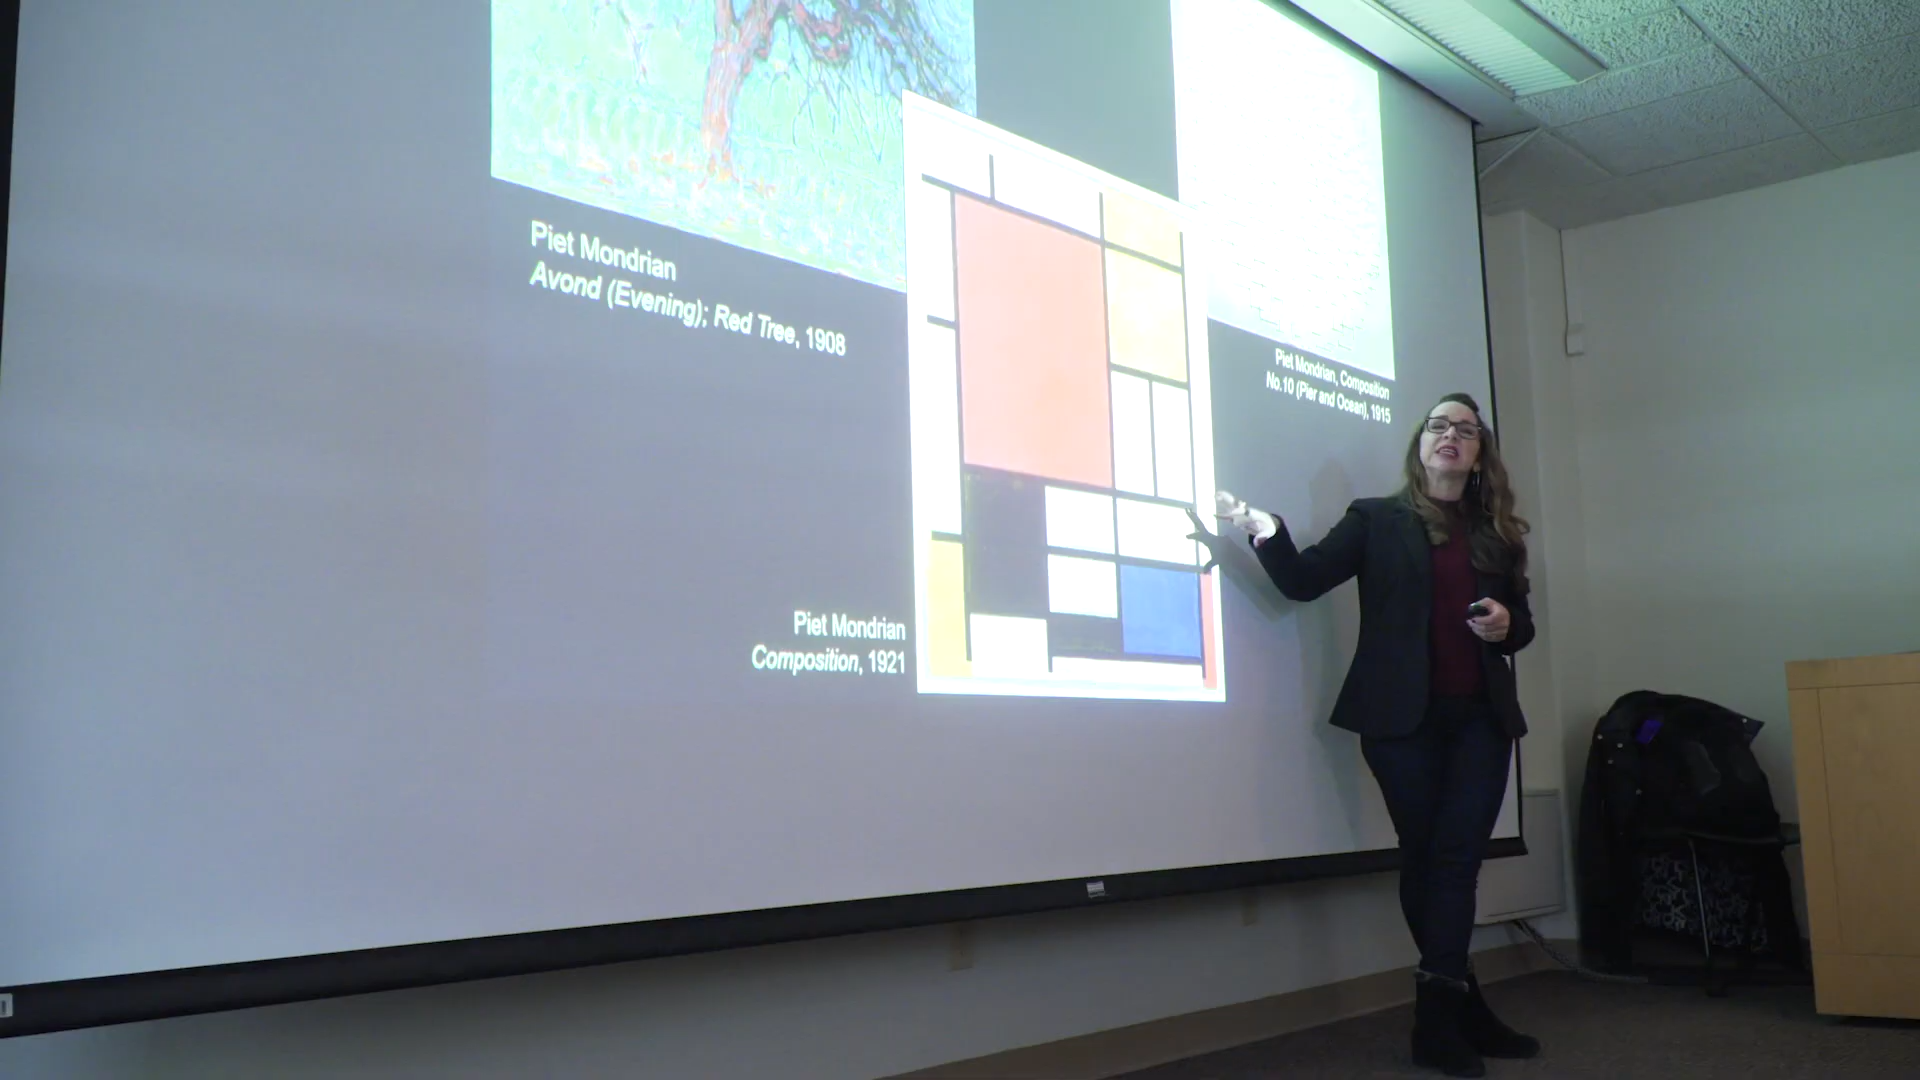 Piet Mondrian
Avond (Evening); Red Tree, 1908
Piet Mondrian, Composition
No.10 (Pier and Ocean), 1915
Piet Mondrian
Composition, 1921